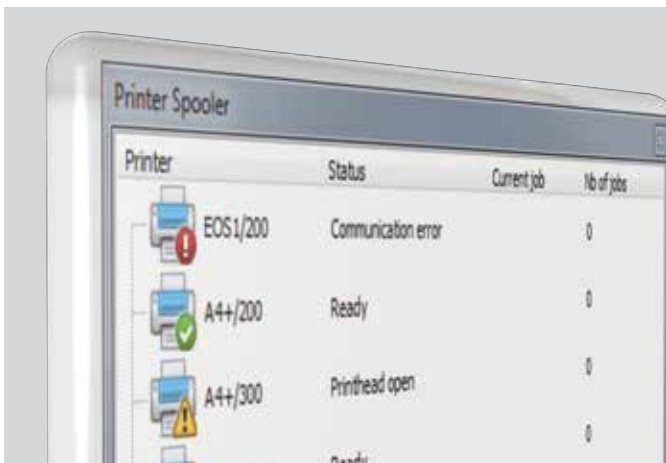 Printer Spooler
Printer Status Current job Nb of jobs
EOS1/200 Communication error 0
A4+/200 Ready 0
A4+/300 Printhead open 0
Ready 0